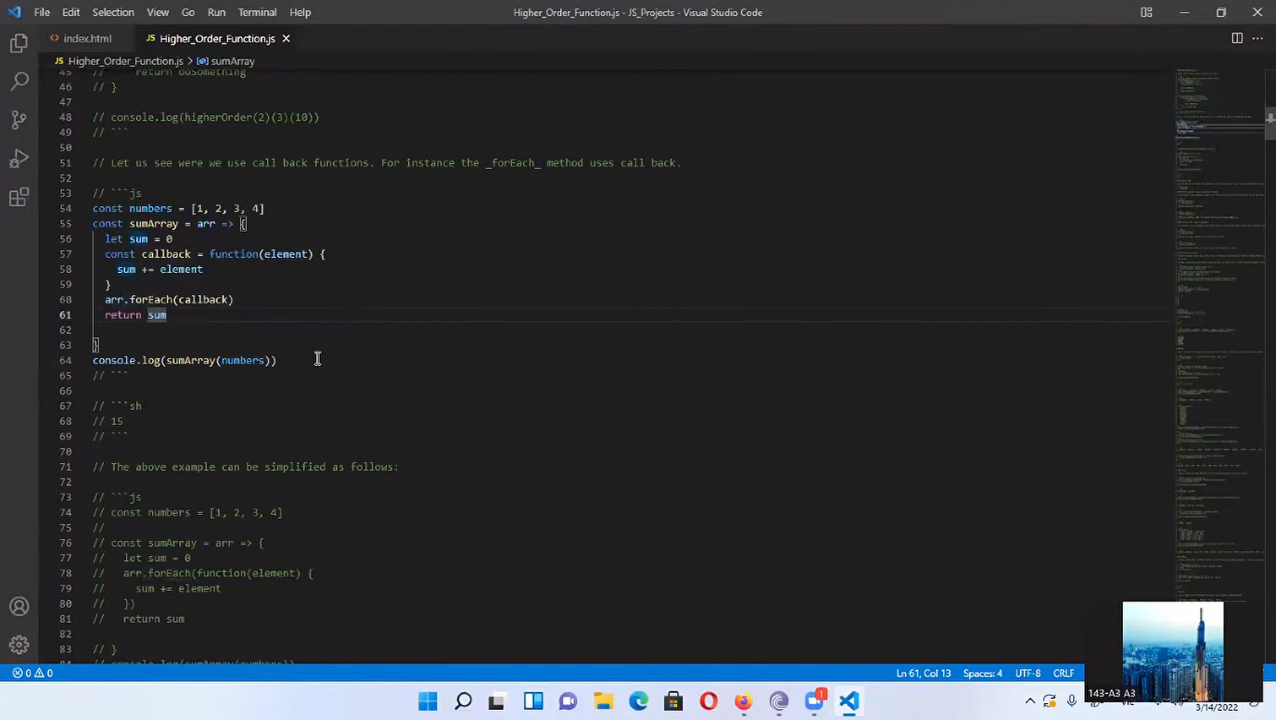 File Edit Selection View Go Run Terminal Help
Higher_Order_Function.js - JS_Projects - Visual Studio Code
index.html
Higher_Order_Function.js
Higher_Order_Function.js > sumArray
45 // return doSomething
46 // }
47
48 // console.log(higherOrder(2)(3)(10))
49 // ```
50
51 // Let us see were we use call back functions. For instance the _forEach_ method uses call back.
52
53 // ```js
54 const numbers = [1, 2, 3, 4]
55 const sumArray = arr => {
56 let sum = 0
57 const callback = function(element) {
58 sum += element
59 }
60 arr.forEach(callback)
61 return sum
62
63 }
64 console.log(sumArray(numbers))
65 // ```
66
67 // ```sh
68 // 15
69 // ```
70
71 // The above example can be simplified as follows:
72
73 // ```js
74 // const numbers = [1, 2, 3, 4]
75
76 // const sumArray = arr => {
77 // let sum = 0
78 // arr.forEach(function(element) {
79 // sum += element
80 // })
81 // return sum
82
83 // }
84 // console.log(sumArray(numbers))
0 0
Ln 61, Col 13 Spaces: 4 UTF-8 CRLF
143-A3 A3
1
3/14/2022